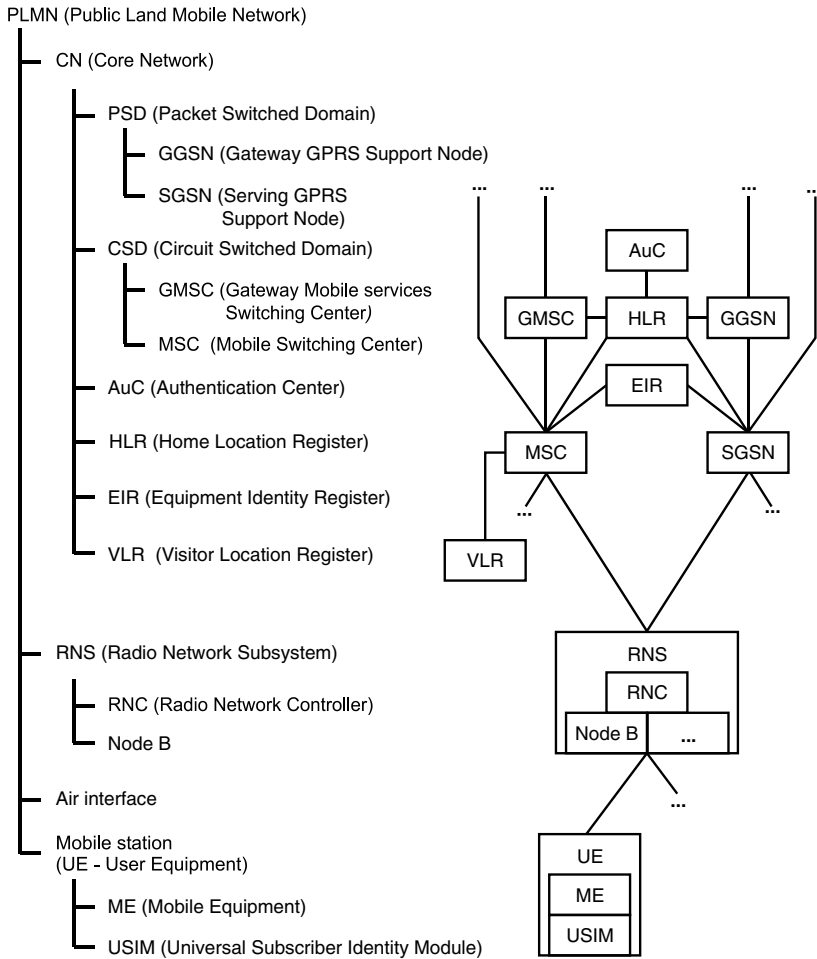 PLMN (Public Land Mobile Network)
CN (Core Network)
PSD (Packet Switched Domain)
GGSN (Gateway GPRS Support Node)
SGSN (Serving GPRS
Support Node)
CSD (Circuit Switched Domain)
GMSC (Gateway Mobile services
Switching Center)
MSC (Mobile Switching Center)
AuC (Authentication Center)
HLR (Home Location Register)
EIR (Equipment Identity Register)
VLR (Visitor Location Register)
RNS (Radio Network Subsystem)
RNC (Radio Network Controller)
Node B
Air interface
Mobile station
(UE - User Equipment)
ME (Mobile Equipment)
USIM (Universal Subscriber Identity Module)
... ... ... ..
AuC
GMSC HLR GGSN
EIR
MSC SGSN
... ...
VLR
RNS
RNC
Node B ...
...
UE
ME
USIM